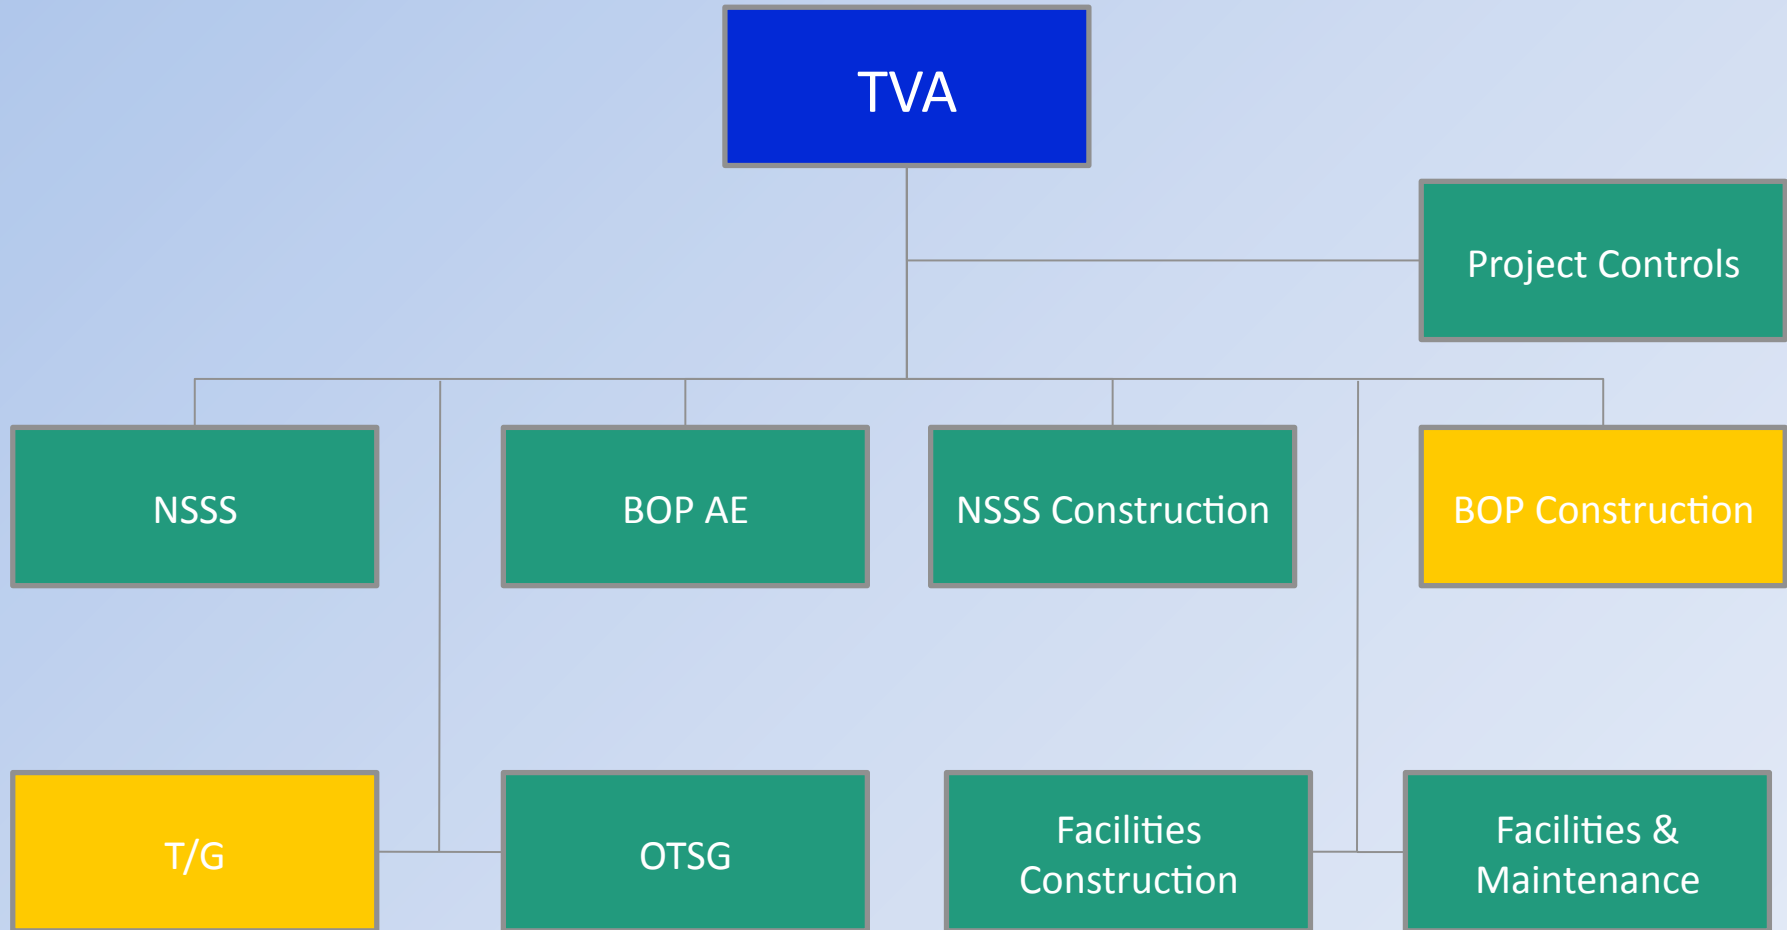 TVA
Project Controls
NSSS
BOP AE
NSSS Construction
BOP Construction
T/G
OTSG
Facilities
Construction
Facilities &
Maintenance